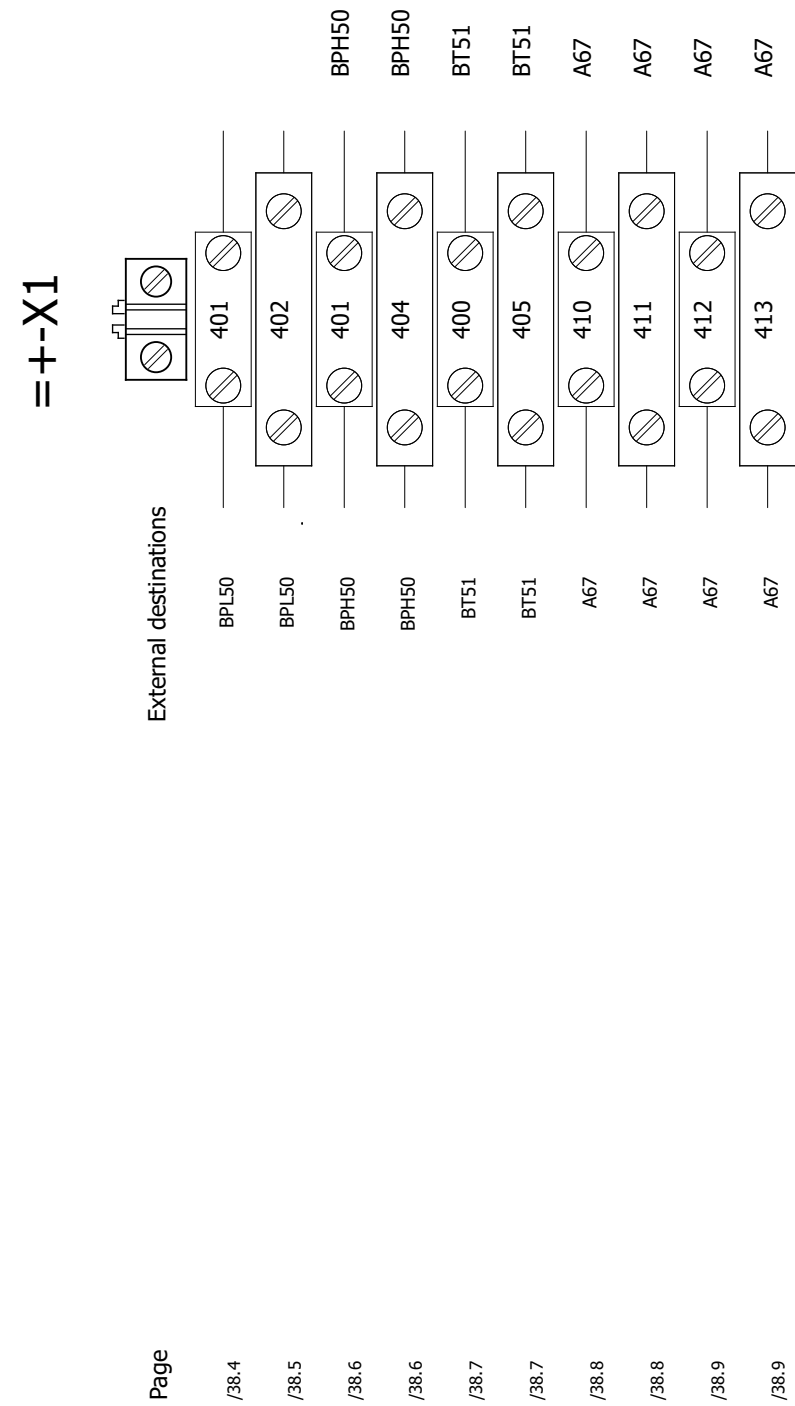 =+-X1
Page External destinations
/38.4 BPL50 401
/38.5 BPL50 402
/38.6 BPH50 401 BPH50
/38.6 BPH50 404 BPH50
/38.7 BT51 400 BT51
/38.7 BT51 405 BT51
/38.8 A67 410 A67
/38.8 A67 411 A67
/38.9 A67 412 A67
/38.9 A67 413 A67